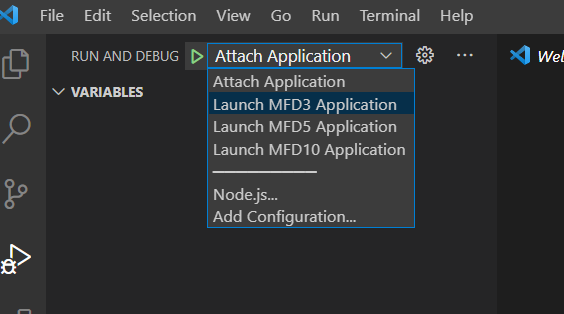 File Edit Selection View Go Run Terminal Help
RUN AND DEBUG Attach Application ... Wel
VARIABLES
Attach Application
Launch MFD3 Application
Launch MFD5 Application
Launch MFD10 Application
Node.js...
Add Configuration...